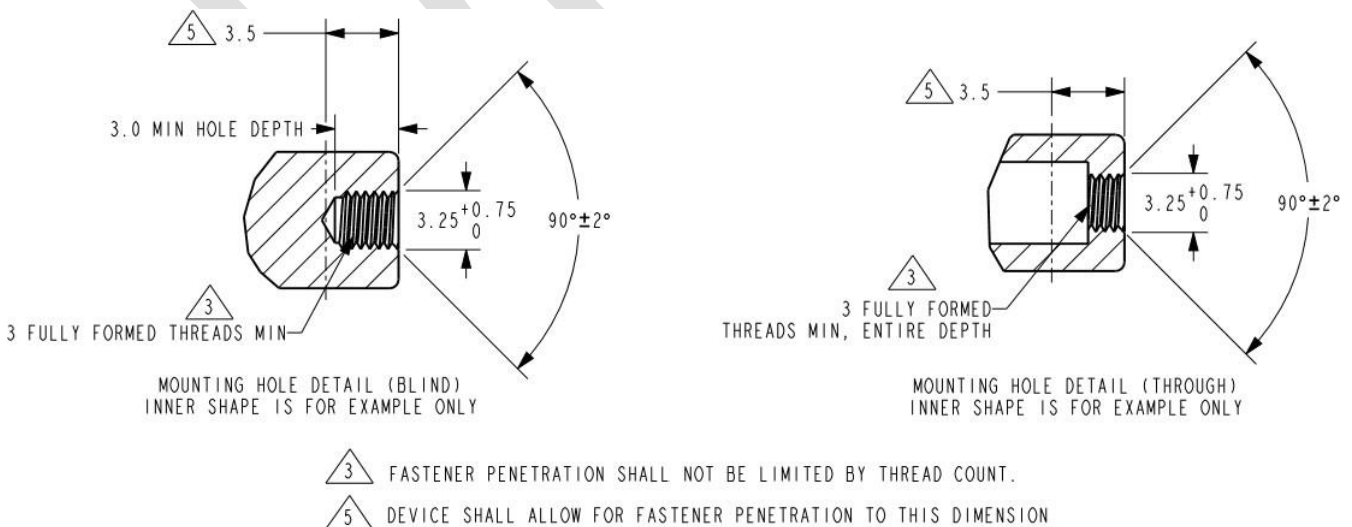 5 3.5
3.0 MIN HOLE DEPTH
3.25 +0.75 0
90°±2°
3
3 FULLY FORMED THREADS MIN
MOUNTING HOLE DETAIL (BLIND)
INNER SHAPE IS FOR EXAMPLE ONLY
5 3.5
3.25 +0.75 0
90°±2°
3
3 FULLY FORMED
THREADS MIN, ENTIRE DEPTH
MOUNTING HOLE DETAIL (THROUGH)
INNER SHAPE IS FOR EXAMPLE ONLY
3 FASTENER PENETRATION SHALL NOT BE LIMITED BY THREAD COUNT.
5 DEVICE SHALL ALLOW FOR FASTENER PENETRATION TO THIS DIMENSION